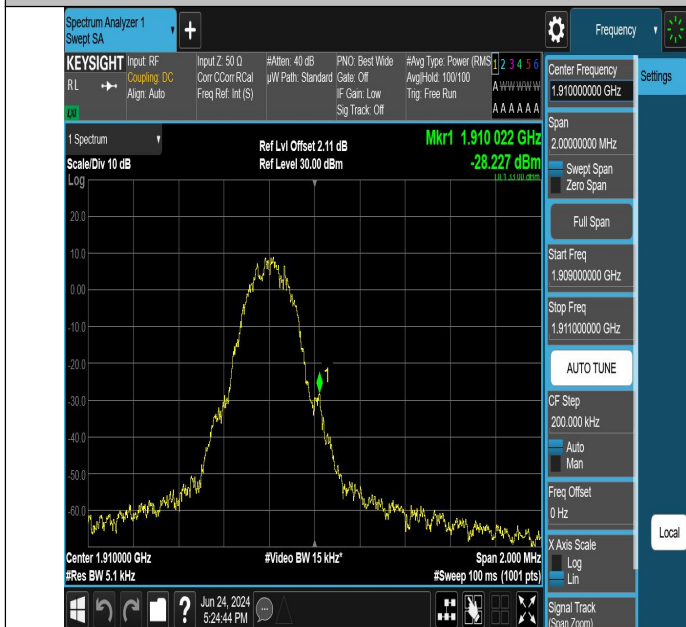 Spectrum Analyzer 1
Swept SA
Frequency
KEYSIGHT
RL
LXI
Input: RF
Coupling: DC
Align: Auto
Input Z: 50 Ω
Corr CCorr RCal
Freq Ref: Int (S)
#Atten: 40 dB
µW Path: Standard
PNO: Best Wide
Gate: Off
IF Gain: Low
Sig Track: Off
#Avg Type: Power (RMS
Avg|Hold: 100/100
Trig: Free Run
1 2 3 4 5 6
A W W W W W
A A A A A A
1 Spectrum
Scale/Div 10 dB
Ref Lvl Offset 2.11 dB
Ref Level 30.00 dBm
Mkr1 1.910 022 GHz
-28.227 dBm
Log
20.0
10.0
0.00
-10.0
-20.0
-30.0
-40.0
-50.0
-60.0
1
Center 1.910000 GHz
#Video BW 15 kHz*
Span 2.000 MHz
#Res BW 5.1 kHz
#Sweep 100 ms (1001 pts)
Jun 24, 2024
5:24:44 PM
?
Center Frequency
1.910000000 GHz
Settings
Span
2.00000000 MHz
Swept Span
Zero Span
Full Span
Start Freq
1.909000000 GHz
Stop Freq
1.911000000 GHz
AUTO TUNE
CF Step
200.000 kHz
Auto
Man
Freq Offset
0 Hz
X Axis Scale
Log
Lin
Local
Signal Track
(Span Zoom)